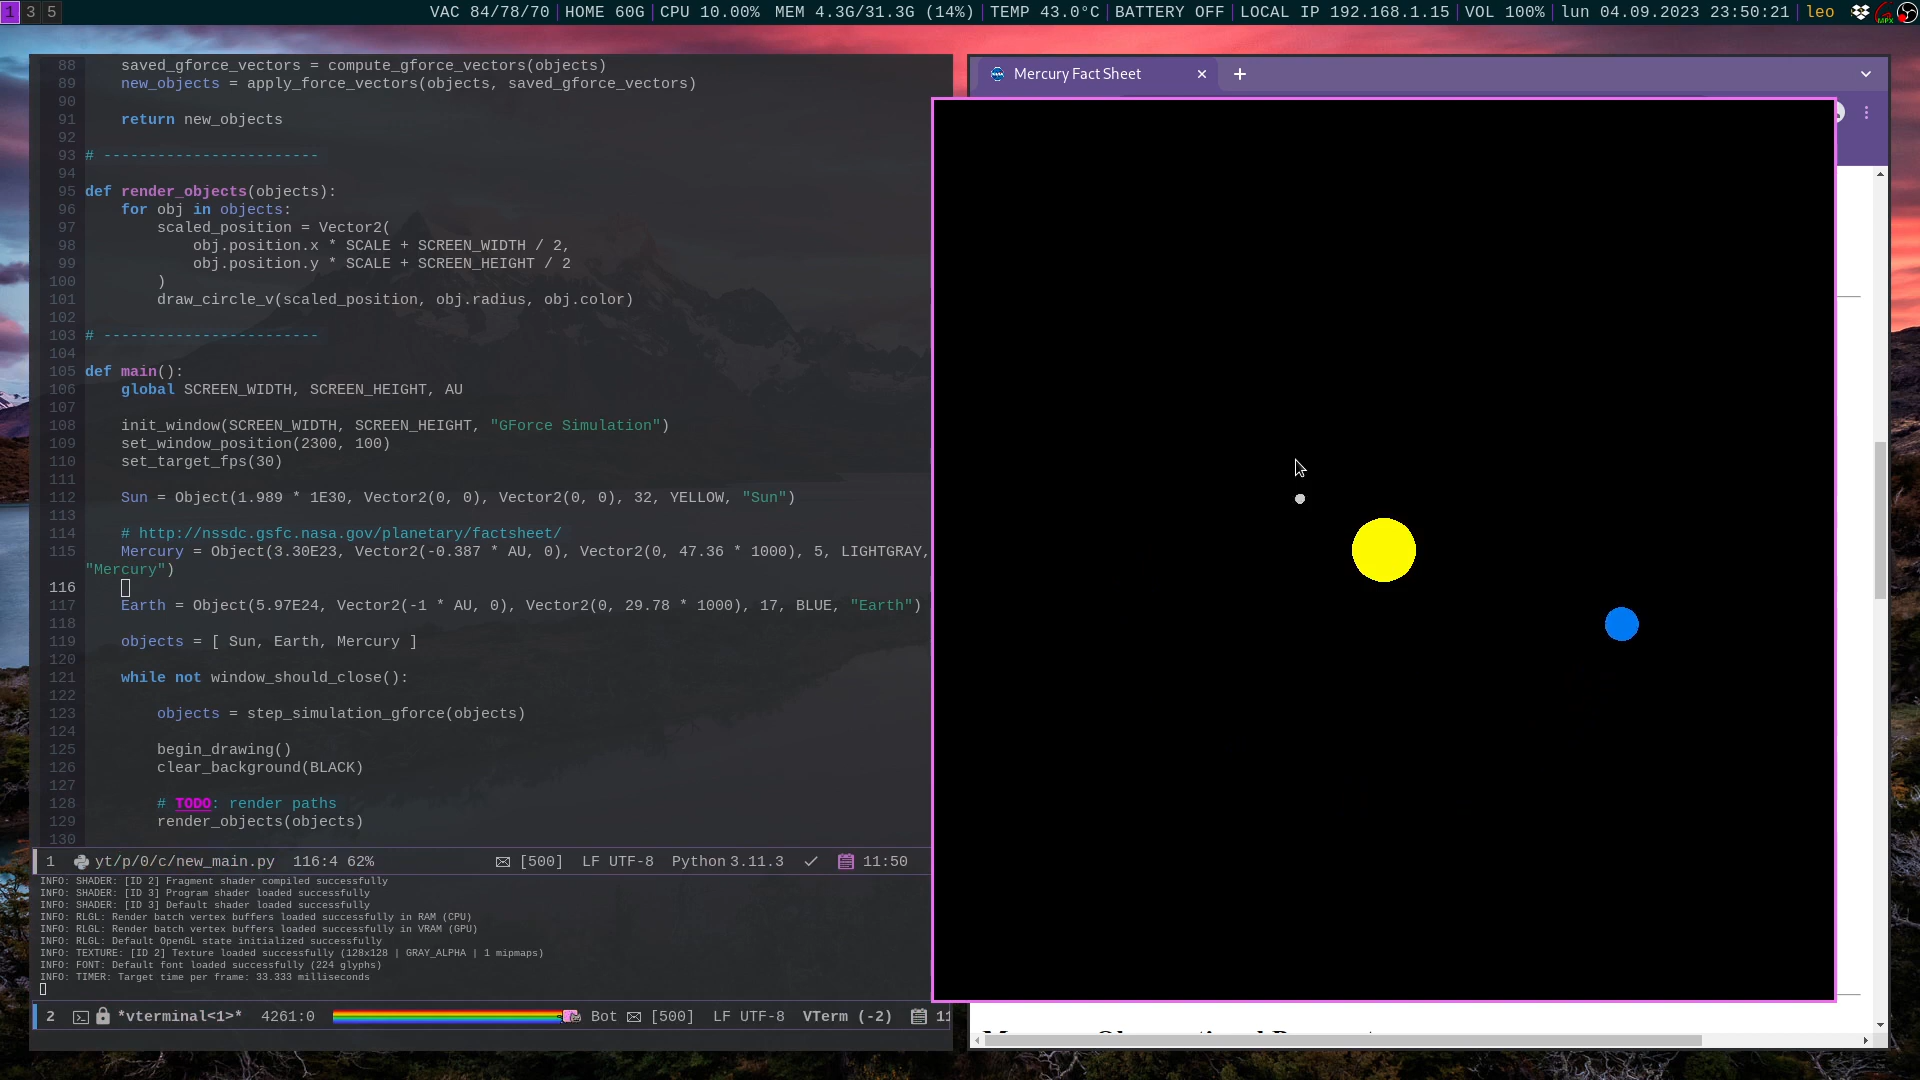 1 3 5 VAC 84/78/70 HOME 60G CPU 10.00% MEM 4.3G/31.3G (14%) TEMP 43.0°C BATTERY OFF LOCAL IP 192.168.1.15 VOL 100% lun 04.09.2023 23:50:21 leo MPX
88 saved_gforce_vectors = compute_gforce_vectors(objects)
89 new_objects = apply_force_vectors(objects, saved_gforce_vectors)
90
91 return new_objects
92
93 # ------------------------
94
95 def render_objects(objects):
96 for obj in objects:
97 scaled_position = Vector2(
98 obj.position.x * SCALE + SCREEN_WIDTH / 2,
99 obj.position.y * SCALE + SCREEN_HEIGHT / 2
100 )
101 draw_circle_v(scaled_position, obj.radius, obj.color)
102
103 # ------------------------
104
105 def main():
106 global SCREEN_WIDTH, SCREEN_HEIGHT, AU
107
108 init_window(SCREEN_WIDTH, SCREEN_HEIGHT, "GForce Simulation")
109 set_window_position(2300, 100)
110 set_target_fps(30)
111
112 Sun = Object(1.989 * 1E30, Vector2(0, 0), Vector2(0, 0), 32, YELLOW, "Sun")
113
114 # http://nssdc.gsfc.nasa.gov/planetary/factsheet/
115 Mercury = Object(3.30E23, Vector2(-0.387 * AU, 0), Vector2(0, 47.36 * 1000), 5, LIGHTGRAY,
"Mercury")
116
117 Earth = Object(5.97E24, Vector2(-1 * AU, 0), Vector2(0, 29.78 * 1000), 17, BLUE, "Earth")
118
119 objects = [ Sun, Earth, Mercury ]
120
121 while not window_should_close():
122
123 objects = step_simulation_gforce(objects)
124
125 begin_drawing()
126 clear_background(BLACK)
127
128 # TODO: render paths
129 render_objects(objects)
130
1 yt/p/0/c/new_main.py 116:4 62% [500] LF UTF-8 Python 3.11.3 11:50
INFO: SHADER: [ID 2] Fragment shader compiled successfully
INFO: SHADER: [ID 3] Program shader loaded successfully
INFO: SHADER: [ID 3] Default shader loaded successfully
INFO: RLGL: Render batch vertex buffers loaded successfully in RAM (CPU)
INFO: RLGL: Render batch vertex buffers loaded successfully in VRAM (GPU)
INFO: RLGL: Default OpenGL state initialized successfully
INFO: TEXTURE: [ID 2] Texture loaded successfully (128x128 | GRAY_ALPHA | 1 mipmaps)
INFO: FONT: Default font loaded successfully (224 glyphs)
INFO: TIMER: Target time per frame: 33.333 milliseconds
2 *vterminal<1>* 4261:0 Bot [500] LF UTF-8 VTerm (-2) 11
Mercury Fact Sheet